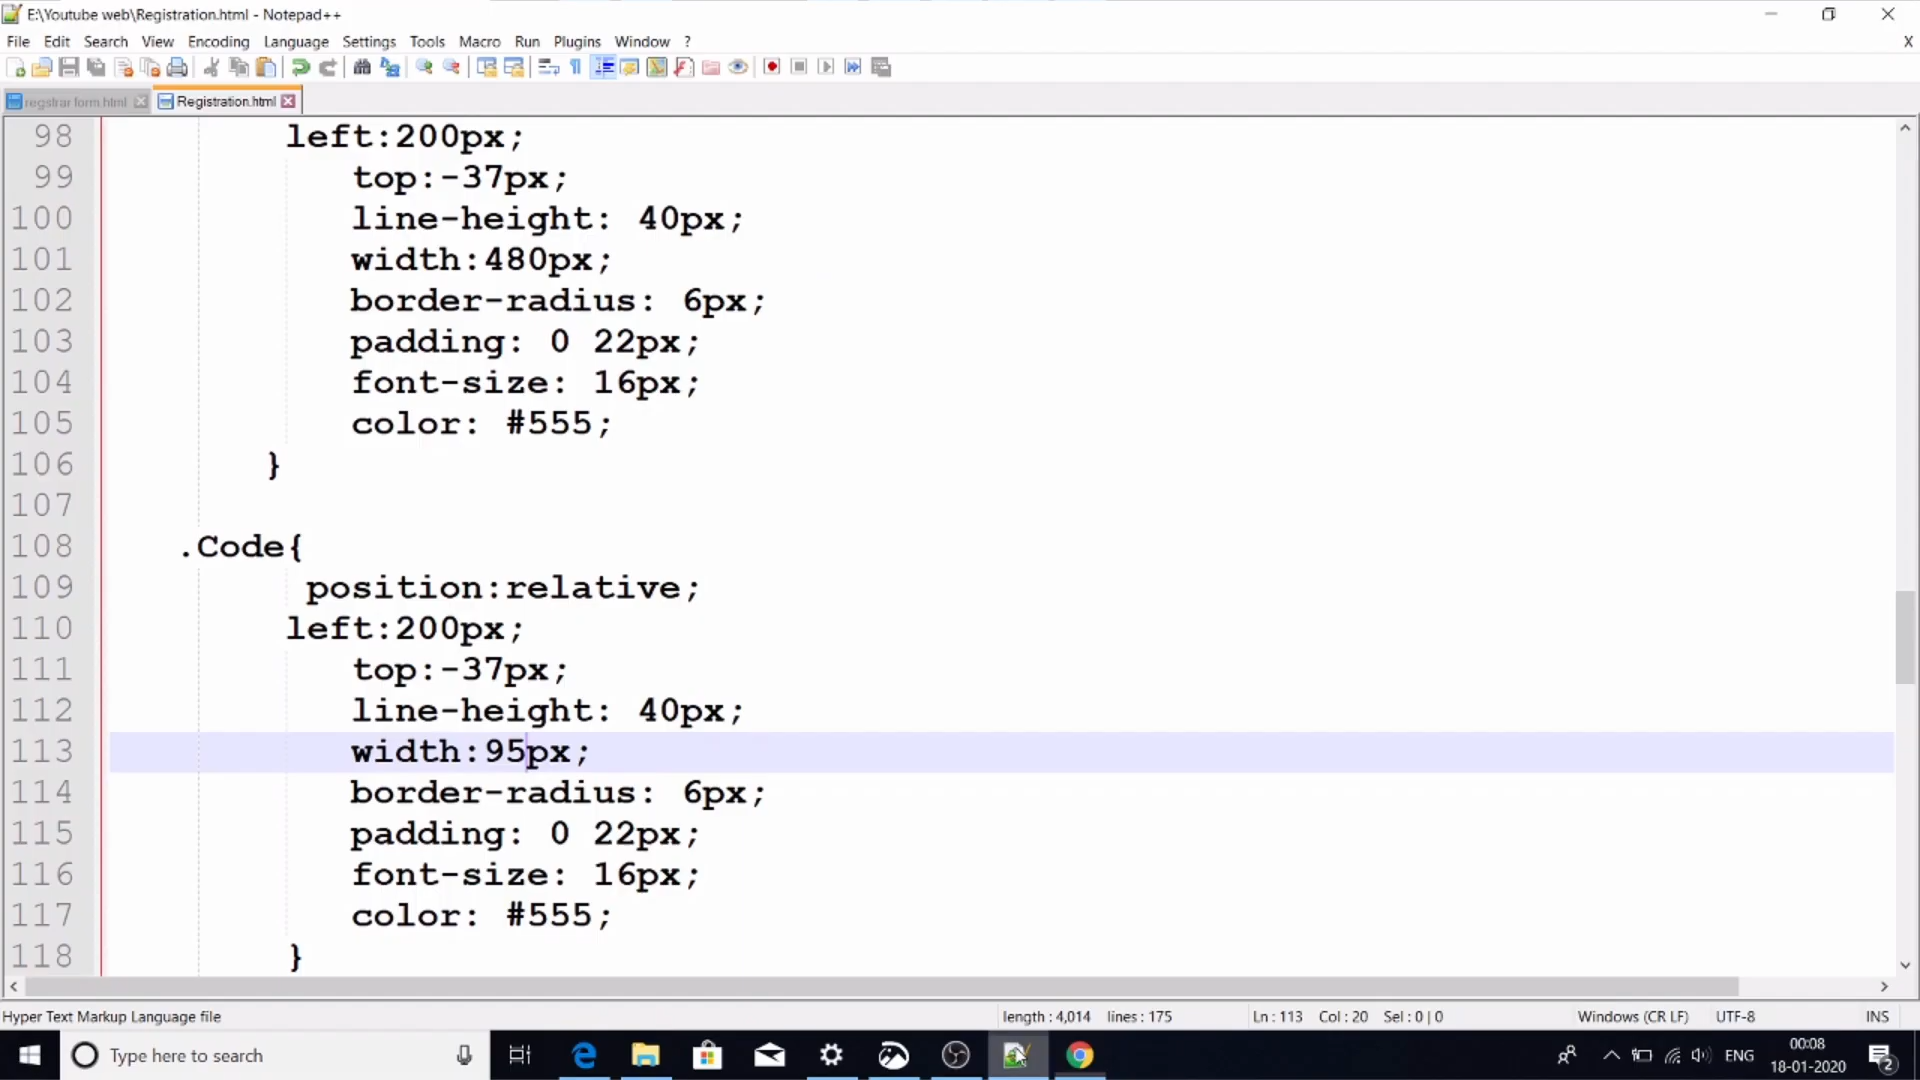 E:\Youtube web\Registration.html - Notepad++
File Edit Search View Encoding Language Settings Tools Macro Run Plugins Window ? X
regstrar form.html Registration.html
98 left:200px;
99 top:-37px;
100 line-height: 40px;
101 width:480px;
102 border-radius: 6px;
103 padding: 0 22px;
104 font-size: 16px;
105 color: #555;
106 }
107
108 .Code{
109 position:relative;
110 left:200px;
111 top:-37px;
112 line-height: 40px;
113 width:95px;
114 border-radius: 6px;
115 padding: 0 22px;
116 font-size: 16px;
117 color: #555;
118 }
Hyper Text Markup Language file length : 4,014 lines : 175 Ln : 113 Col : 20 Sel : 0 | 0 Windows (CR LF) UTF-8 INS
Type here to search ENG 00:08
18-01-2020 2